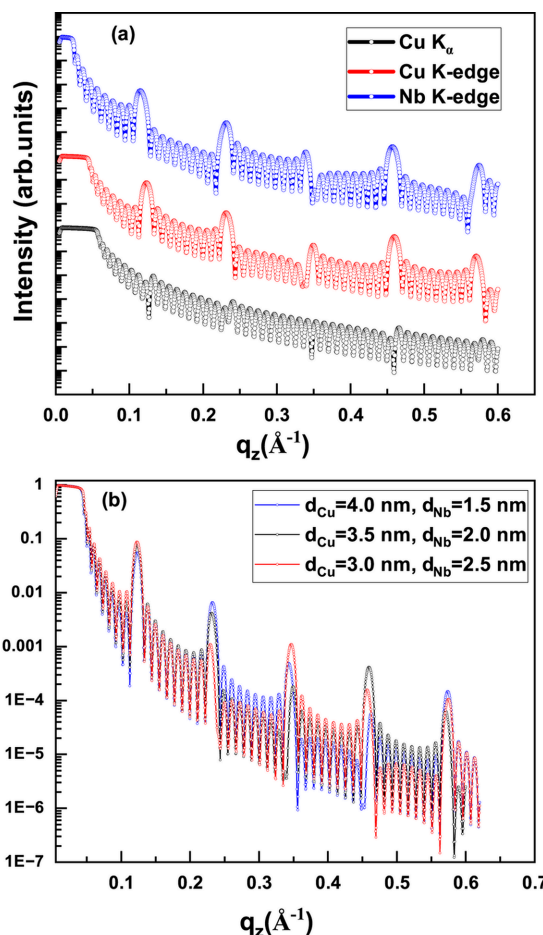 (a)
Cu Kα
Cu K-edge
Nb K-edge
Intensity (arb.units)
0.0 0.1 0.2 0.3 0.4 0.5 0.6
qz(Å-1)
(b)
dCu=4.0 nm, dNb=1.5 nm
dCu=3.5 nm, dNb=2.0 nm
dCu=3.0 nm, dNb=2.5 nm
1
0.1
0.01
0.001
1E-4
1E-5
1E-6
1E-7
0.1 0.2 0.3 0.4 0.5 0.6 0.7
qz(Å-1)